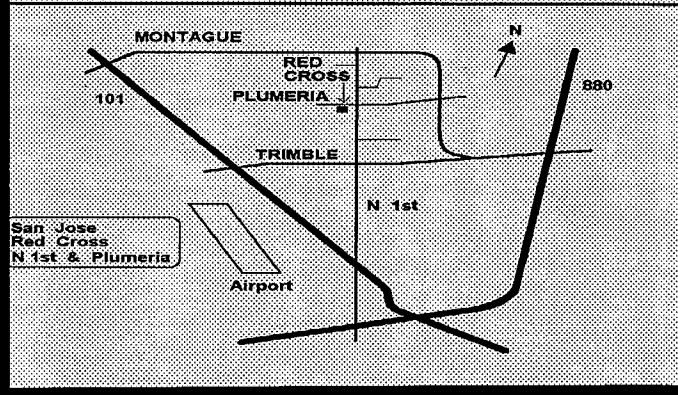 MONTAGUE
N
RED
CROSS
880
101
PLUMERIA
TRIMBLE
N 1st
San Jose
Red Cross
N 1st & Plumeria
Airport